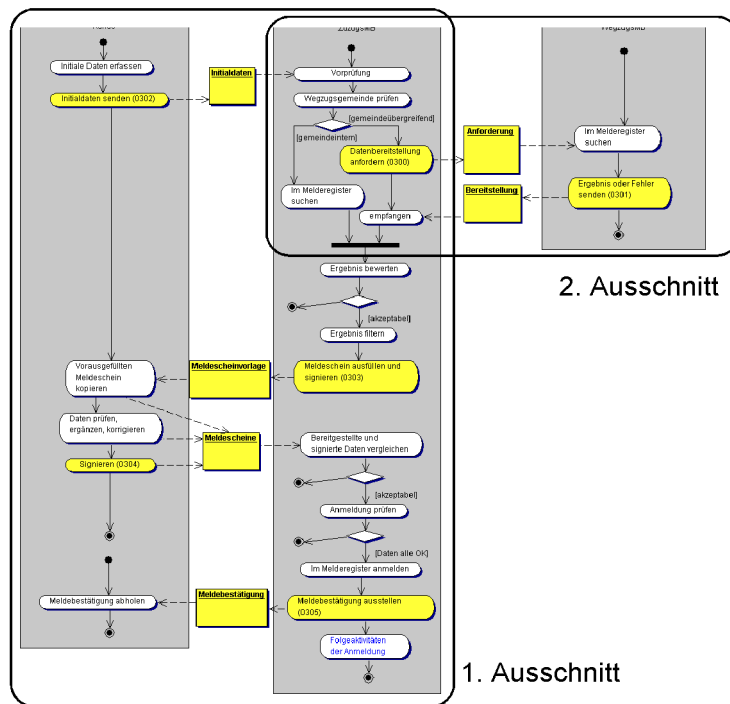 ZuzugsMB
WegzugsMB
Initiale Daten erfassen
Initialdaten senden (0302)
Initialdaten
Vorprüfung
Wegzugsgemeinde prüfen
[gemeindeübergreifend]
[gemeindeintern]
Datenbereitstellung
anfordern (0300)
Anforderung
Im Melderegister
suchen
Im Melderegister
suchen
Bereitstellung
Ergebnis oder Fehler
senden (0301)
empfangen
Ergebnis bewerten
2. Ausschnitt
[akzeptabel]
Ergebnis filtern
Vorausgefüllten
Meldeschein
kopieren
Meldescheinvorlage
Meldeschein ausfüllen und
signieren (0303)
Daten prüfen,
ergänzen, korrigieren
Meldescheine
Bereitgestellte und
signierte Daten vergleichen
Signieren (0304)
[akzeptabel]
Anmeldung prüfen
[Daten alle OK]
Im Melderegister anmelden
Meldebestätigung abholen
Meldebestätigung
Meldebestätigung ausstellen
(0305)
Folgeaktivitäten
der Anmeldung
1. Ausschnitt